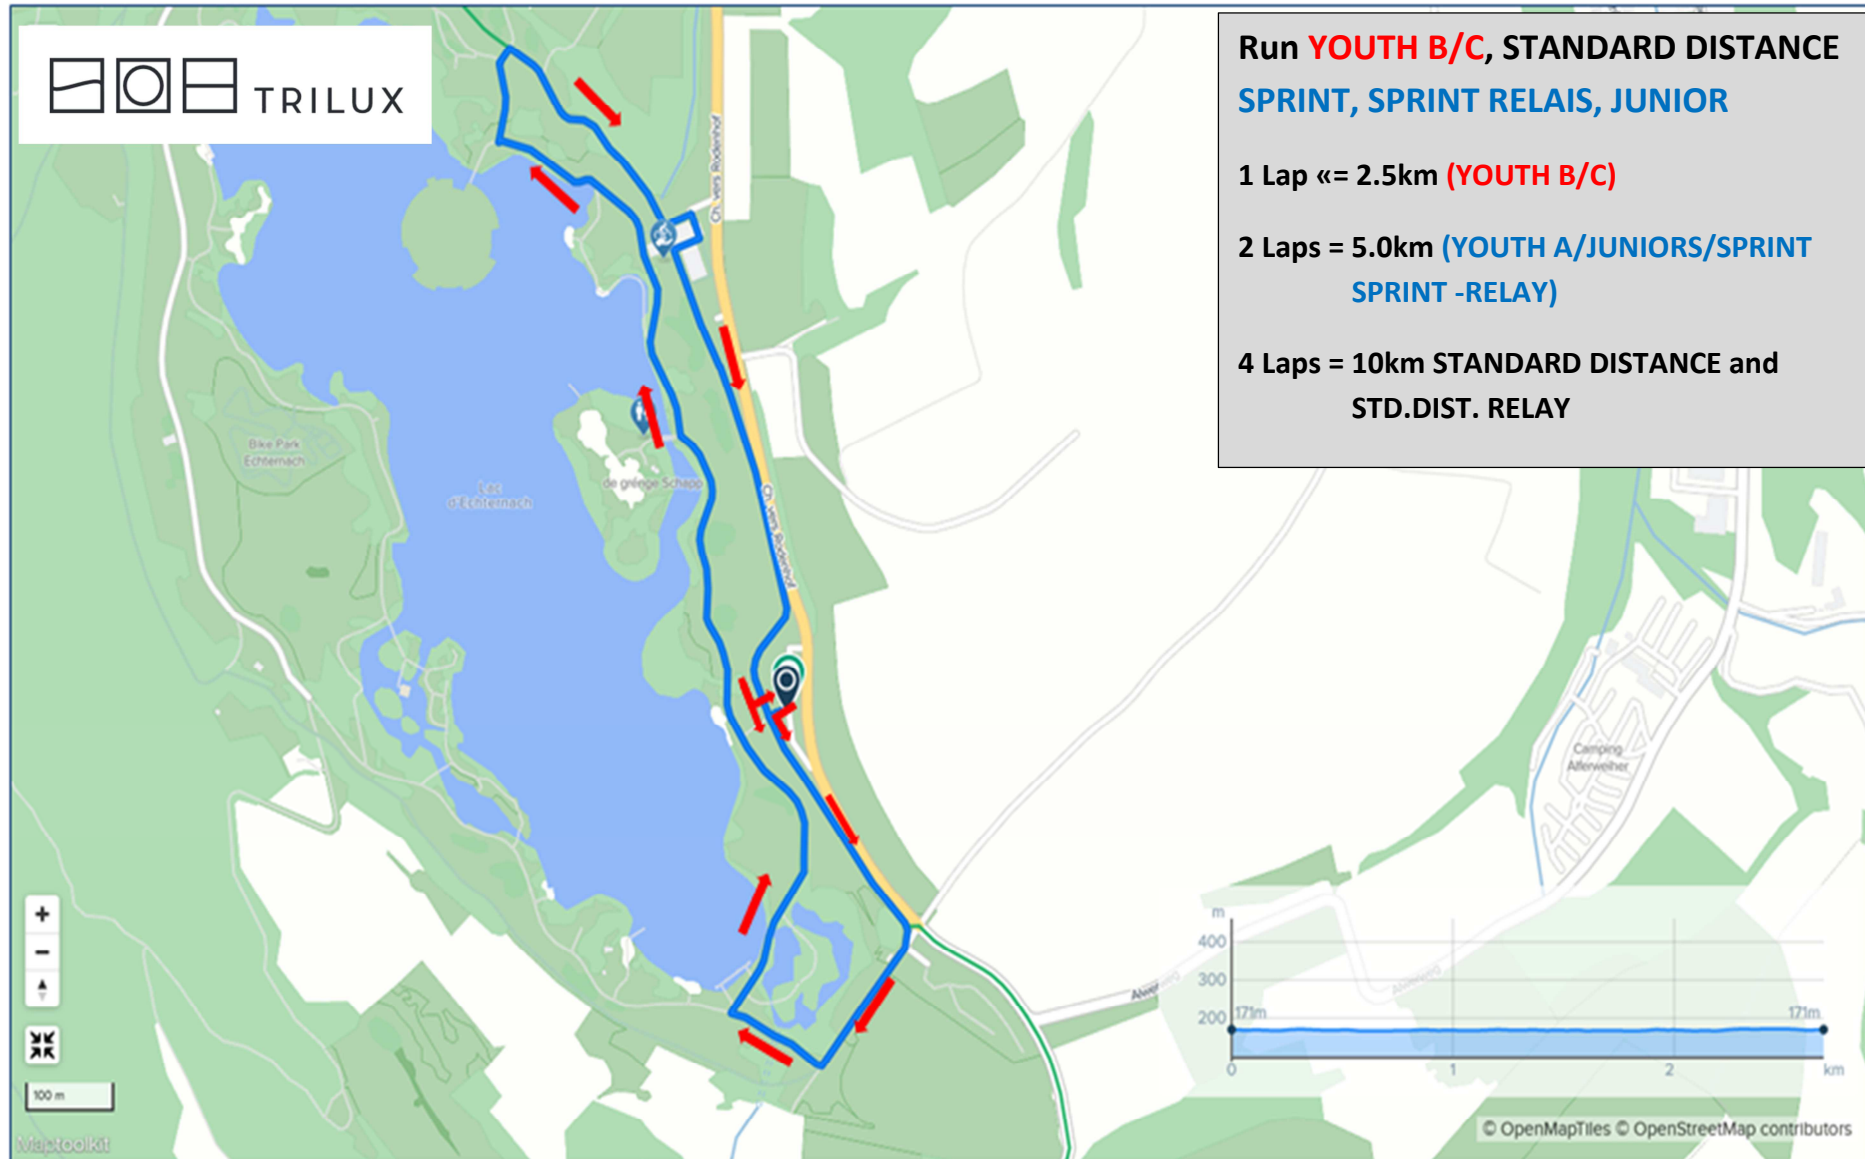 TRILUX
Run YOUTH B/C, STANDARD DISTANCE
SPRINT, SPRINT RELAIS, JUNIOR
1 Lap «= 2.5km (YOUTH B/C)
2 Laps = 5.0km (YOUTH A/JUNIORS/SPRINT
SPRINT -RELAY)
4 Laps = 10km STANDARD DISTANCE and
STD.DIST. RELAY
Ch. vers Rodenhof
Bike Park
Echternach
Lac
d'Echternach
de gréngе Schapp
Ch. vers Rodenhof
Camping
Alferweiher
Alwerweg
m
400
300
200
171m
171m
0
1
2
km
+
−
100 m
Maptoolkit
© OpenMapTiles © OpenStreetMap contributors